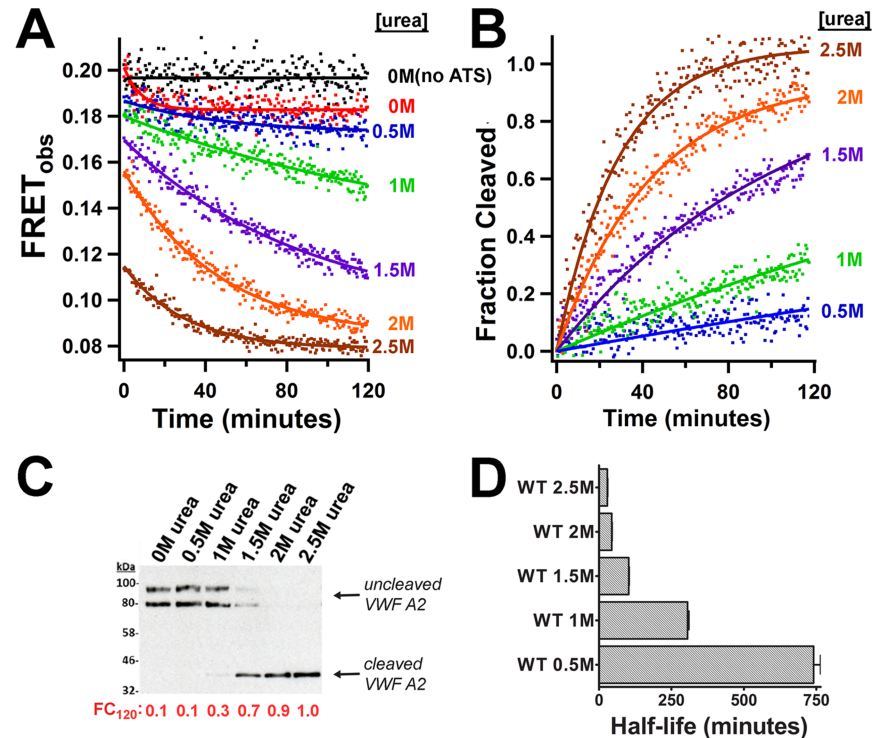 A
[urea]
0.20
0.18
0.16
0.14
0.12
0.10
0.08
FRETobs
0M(no ATS)
0M
0.5M
1M
1.5M
2M
2.5M
0
40
80
120
Time (minutes)
B
[urea]
1.0
0.8
0.6
0.4
0.2
0.0
Fraction Cleaved
2.5M
2M
1.5M
1M
0.5M
0
40
80
120
Time (minutes)
C
0M urea
0.5M urea
1M urea
1.5M urea
2M urea
2.5M urea
kDa
100-
80-
58-
46-
32-
uncleaved
VWF A2
cleaved
VWF A2
FC120: 0.1 0.1 0.3 0.7 0.9 1.0
D
WT 2.5M
WT 2M
WT 1.5M
WT 1M
WT 0.5M
0
250
500
750
Half-life (minutes)